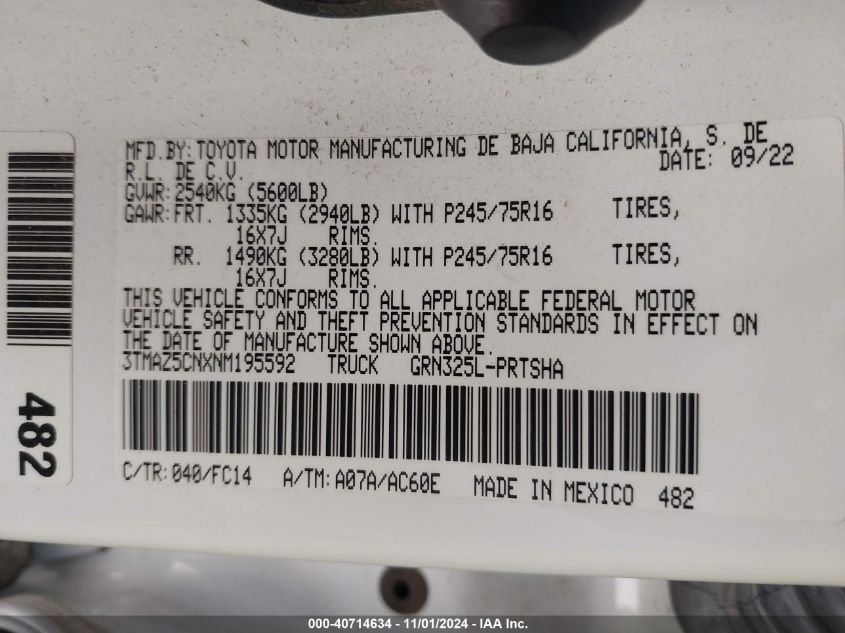 MFD.BY:TOYOTA MOTOR MANUFACTURING DE BAJA CALIFORNIA, S. DE
R.L. DE C.V. DATE: 09/22
GVWR:2540KG (5600LB)
GAWR:FRT. 1335KG (2940LB) WITH P245/75R16 TIRES,
16X7J RIMS.
RR. 1490KG (3280LB) WITH P245/75R16 TIRES,
16X7J RIMS.
THIS VEHICLE CONFORMS TO ALL APPLICABLE FEDERAL MOTOR
VEHICLE SAFETY AND THEFT PREVENTION STANDARDS IN EFFECT ON
THE DATE OF MANUFACTURE SHOWN ABOVE.
3TMAZ5CNXNM195592 TRUCK GRN325L-PRTSHA
C/TR:040/FC14 A/TM:A07A/AC60E MADE IN MEXICO 482
482
000-40714634 - 11/01/2024 - IAA Inc.